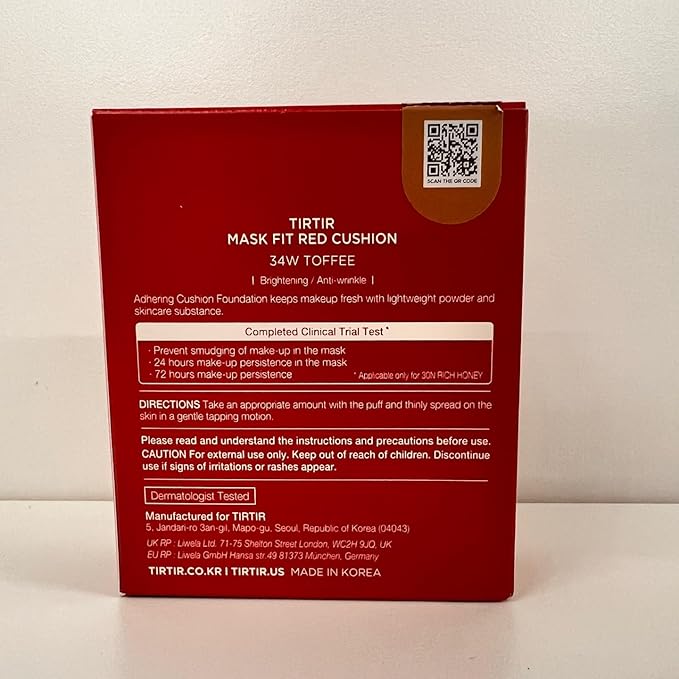 SCAN THE QR CODE
TIRTIR
MASK FIT RED CUSHION
34W TOFFEE
| Brightening / Anti-wrinkle |
Adhering Cushion Foundation keeps makeup fresh with lightweight powder and
skincare substance.
Completed Clinical Trial Test*
· Prevent smudging of make-up in the mask
· 24 hours make-up persistence in the mask
· 72 hours make-up persistence
* Applicable only for 30N RICH HONEY
DIRECTIONS Take an appropriate amount with the puff and thinly spread on the
skin in a gentle tapping motion.
Please read and understand the instructions and precautions before use.
CAUTION For external use only. Keep out of reach of children. Discontinue
use if signs of irritations or rashes appear.
Dermatologist Tested
Manufactured for TIRTIR
5, Jandari-ro 3an-gil, Mapo-gu, Seoul, Republic of Korea (04043)
UK RP : Liwela Ltd. 71-75 Shelton Street London, WC2H 9JQ, UK
EU RP : Liwela GmbH Hansa str.49 81373 München, Germany
TIRTIR.CO.KR | TIRTIR.US MADE IN KOREA